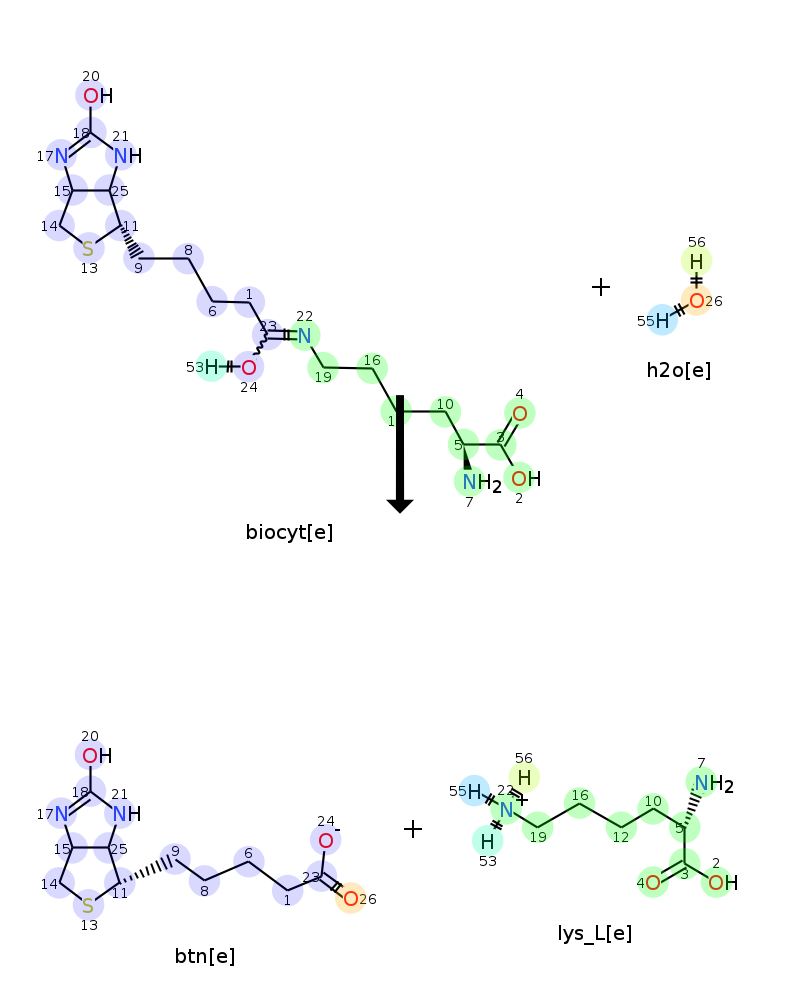 20
OH
18
21
17 N
NH
15
25
14
11
S
13
9
8
1
6
23
22
N
53 H
O
24
19
16
1
10
4
O
5
3
NH2
7
OH
2
biocyt[e]
+
56
H
O 26
55 H
h2o[e]
20
OH
18
21
17 N
NH
15
25
14
11
S
13
9
8
6
1
24
O-
23
O 26
btn[e]
+
56
H
55 H
22
N+
H
53
19
16
12
10
7
NH2
5
3
4 O
2
OH
lys_L[e]